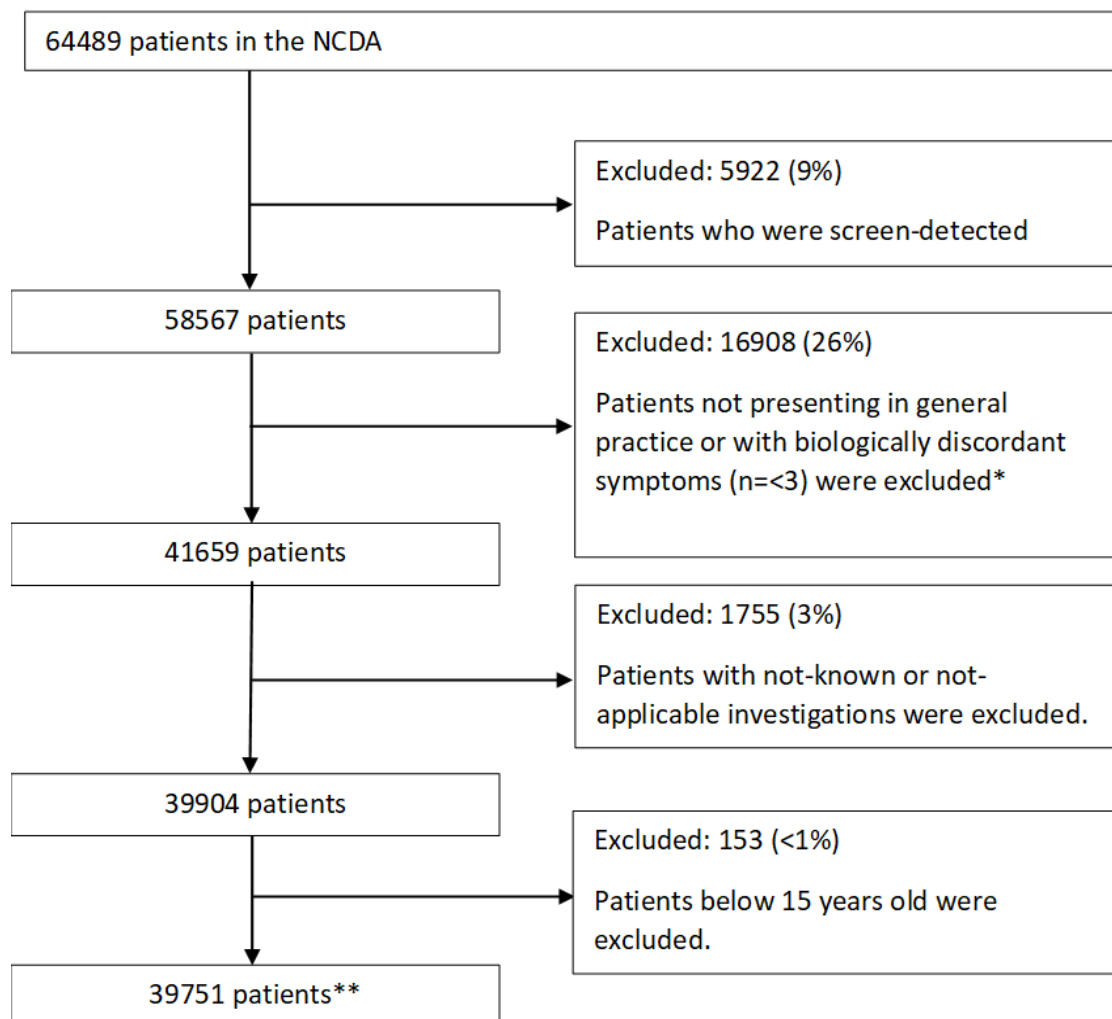 64489 patients in the NCDA
Excluded: 5922 (9%)
Patients who were screen-detected
58567 patients
Excluded: 16908 (26%)
Patients not presenting in general
practice or with biologically discordant
symptoms (n=<3) were excluded*
41659 patients
Excluded: 1755 (3%)
Patients with not-known or not-
applicable investigations were excluded.
39904 patients
Excluded: 153 (<1%)
Patients below 15 years old were
excluded.
39751 patients**